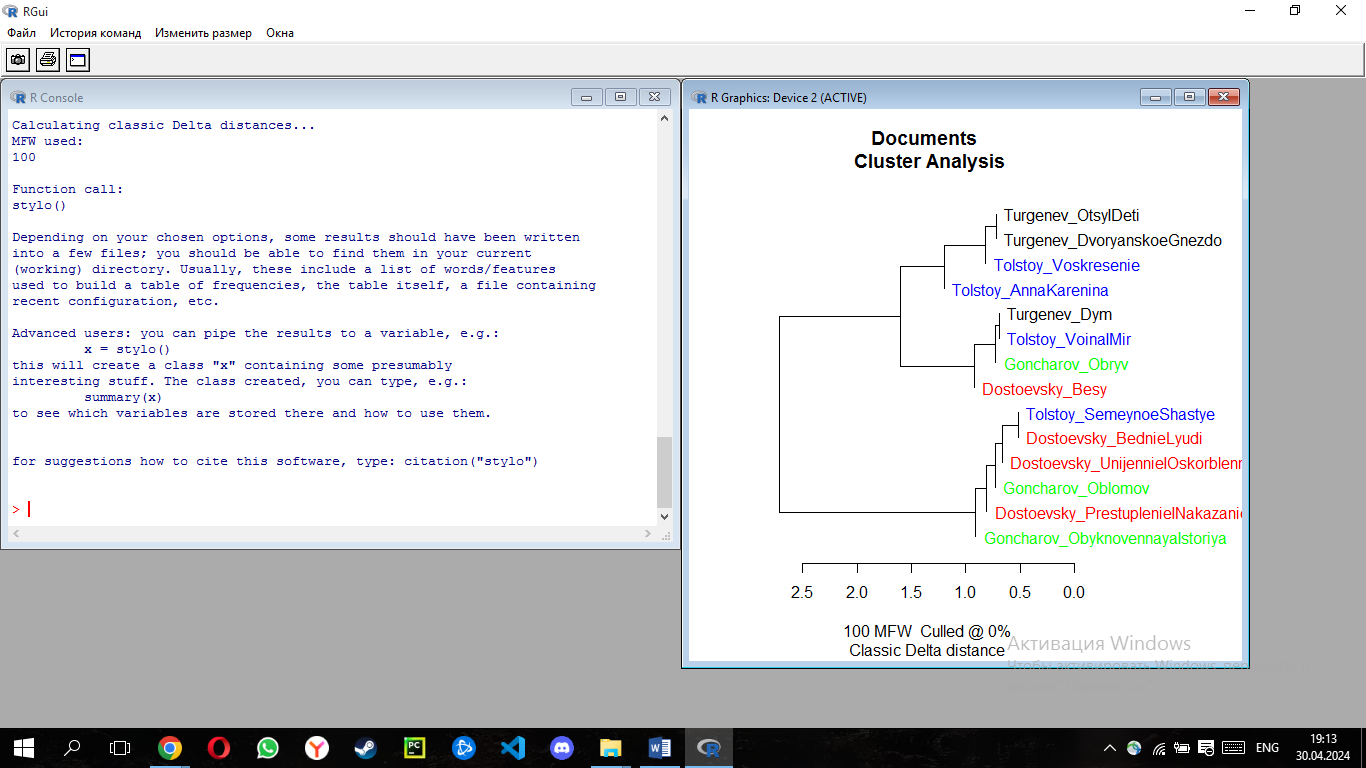 RGui
Файл История команд Изменить размер Окна
R Console
Calculating classic Delta distances...
MFW used:
100
Function call:
stylo()
Depending on your chosen options, some results should have been written
into a few files; you should be able to find them in your current
(working) directory. Usually, these include a list of words/features
used to build a table of frequencies, the table itself, a file containing
recent configuration, etc.
Advanced users: you can pipe the results to a variable, e.g.:
x = stylo()
this will create a class "x" containing some presumably
interesting stuff. The class created, you can type, e.g.:
summary(x)
to see which variables are stored there and how to use them.
for suggestions how to cite this software, type: citation("stylo")
>
R Graphics: Device 2 (ACTIVE)
Documents
Cluster Analysis
Turgenev_OtsyIDeti
Turgenev_DvoryanskoeGnezdo
Tolstoy_Voskresenie
Tolstoy_AnnaKarenina
Turgenev_Dym
Tolstoy_VoinaIMir
Goncharov_Obryv
Dostoevsky_Besy
Tolstoy_SemeynoeShastye
Dostoevsky_BednieLyudi
Dostoevsky_UnijennieIOskorblenn
Goncharov_Oblomov
Dostoevsky_PrestuplenieINakazanie
Goncharov_ObyknovennayaIstoriya
2.5 2.0 1.5 1.0 0.5 0.0
100 MFW Culled @ 0%
Classic Delta distance
Активация Windows
Чтобы активировать Windows,
PC
W
R
ENG
19:13
30.04.2024